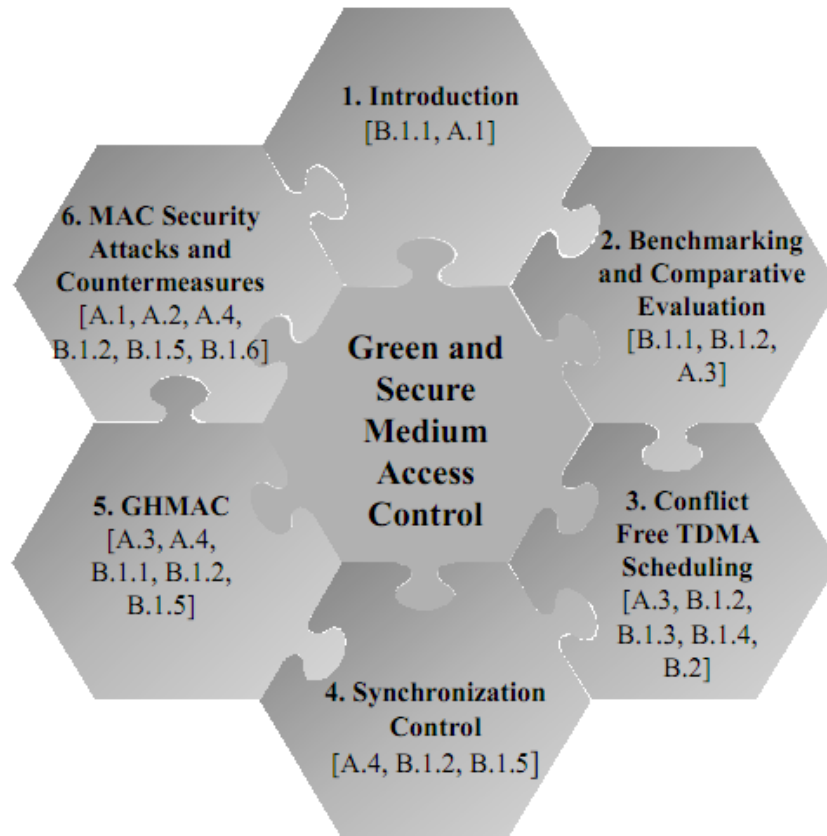 1. Introduction
[B.1.1, A.1]
2. Benchmarking
and Comparative
Evaluation
[B.1.1, B.1.2,
A.3]
3. Conflict
Free TDMA
Scheduling
[A.3, B.1.2,
B.1.3, B.1.4,
B.2]
4. Synchronization
Control
[A.4, B.1.2, B.1.5]
5. GHMAC
[A.3, A.4,
B.1.1, B.1.2,
B.1.5]
6. MAC Security
Attacks and
Countermeasures
[A.1, A.2, A.4,
B.1.2, B.1.5, B.1.6]
Green and
Secure
Medium
Access
Control